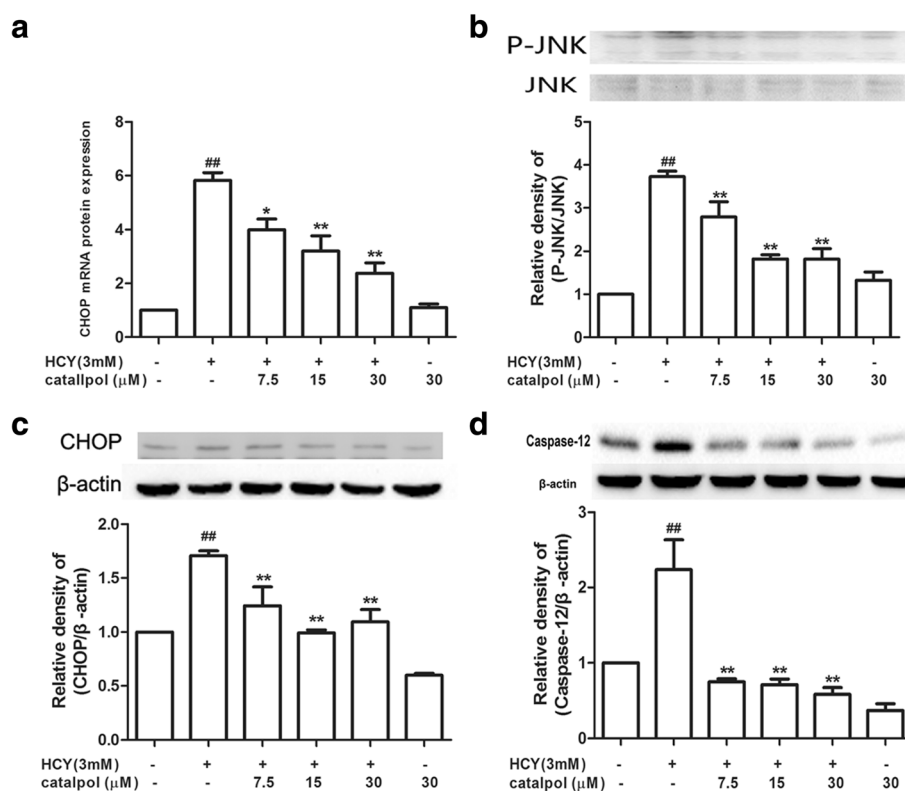 a
CHOP mRNA protein expression
8
6
4
2
0
##
*
**
**
HCY(3mM) - + + + + -
catallpol (μM) - - 7.5 15 30 30
b
P-JNK
JNK
Relative density of
(P-JNK/JNK)
5
4
3
2
1
0
##
**
**
**
HCY(3mM) - + + + + -
catalpol (μM) - - 7.5 15 30 30
c
CHOP
β-actin
Relative density of
(CHOP/β -actin)
2.0
1.5
1.0
0.5
0.0
##
**
**
**
HCY(3mM) - + + + + -
catalpol (μM) - - 7.5 15 30 30
d
Caspase-12
β-actin
Relative density of
(Caspase-12/β -actin)
3
2
1
0
##
**
**
**
HCY(3mM) - + + + + -
catalpol (μM) - - 7.5 15 30 30